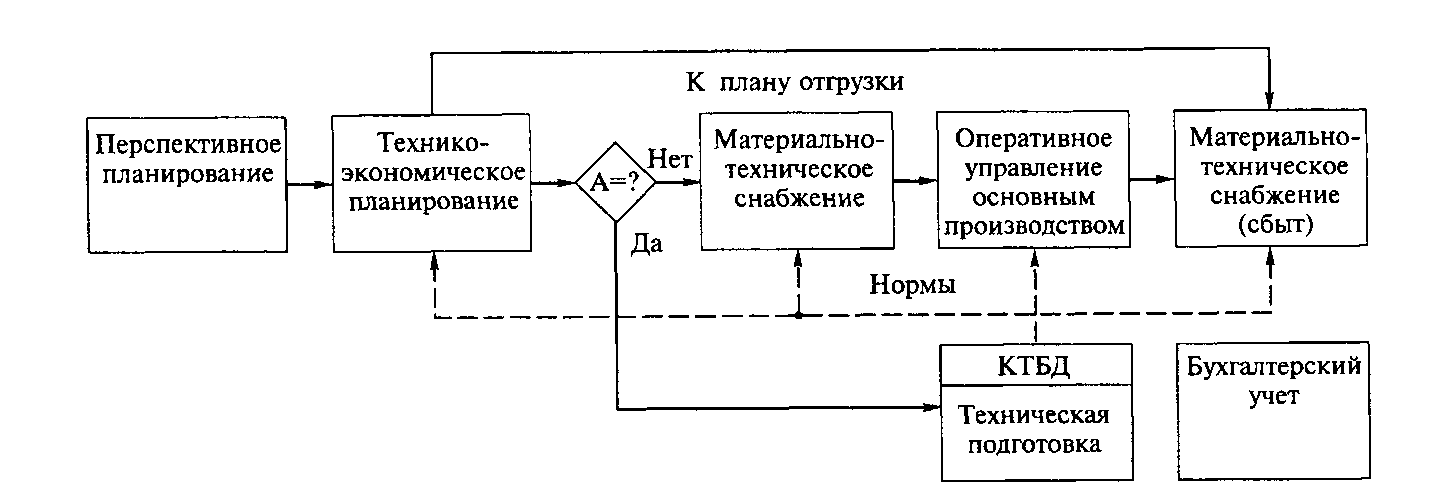 К плану отгрузки
Перспективное
планирование
Технико-
экономическое
планирование
А=?
Нет
Да
Материально-
техническое
снабжение
Оперативное
управление
основным
производством
Материально-
техническое
снабжение
(сбыт)
Нормы
КТБД
Техническая
подготовка
Бухгалтерский
учет